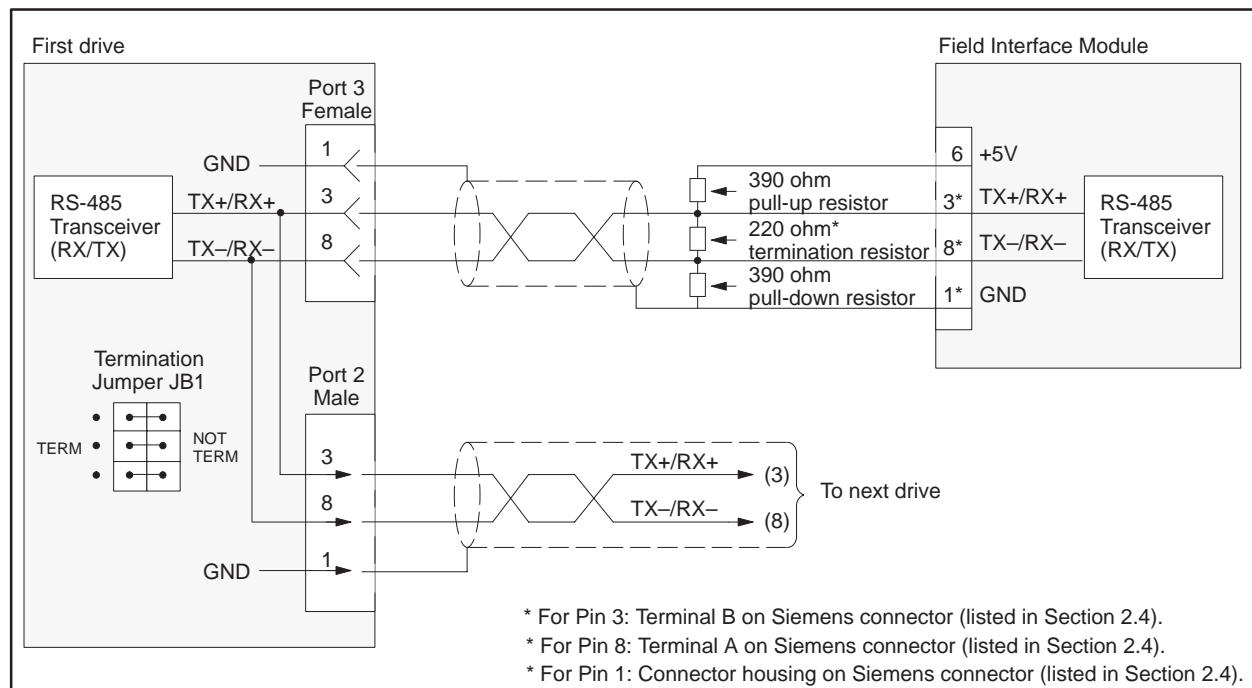 First drive
Field Interface Module
Port 3
Female
1
GND
6
+5V
390 ohm
pull-up resistor
RS-485
Transceiver
(RX/TX)
TX+/RX+
3
3*
TX+/RX+
RS-485
Transceiver
(RX/TX)
220 ohm*
termination resistor
TX–/RX–
8
8*
TX–/RX–
390 ohm
pull-down resistor
1*
GND
Termination
Jumper JB1
TERM
NOT
TERM
Port 2
Male
3
TX+/RX+
(3)
To next drive
8
TX–/RX–
(8)
GND
1
* For Pin 3: Terminal B on Siemens connector (listed in Section 2.4).
* For Pin 8: Terminal A on Siemens connector (listed in Section 2.4).
* For Pin 1: Connector housing on Siemens connector (listed in Section 2.4).